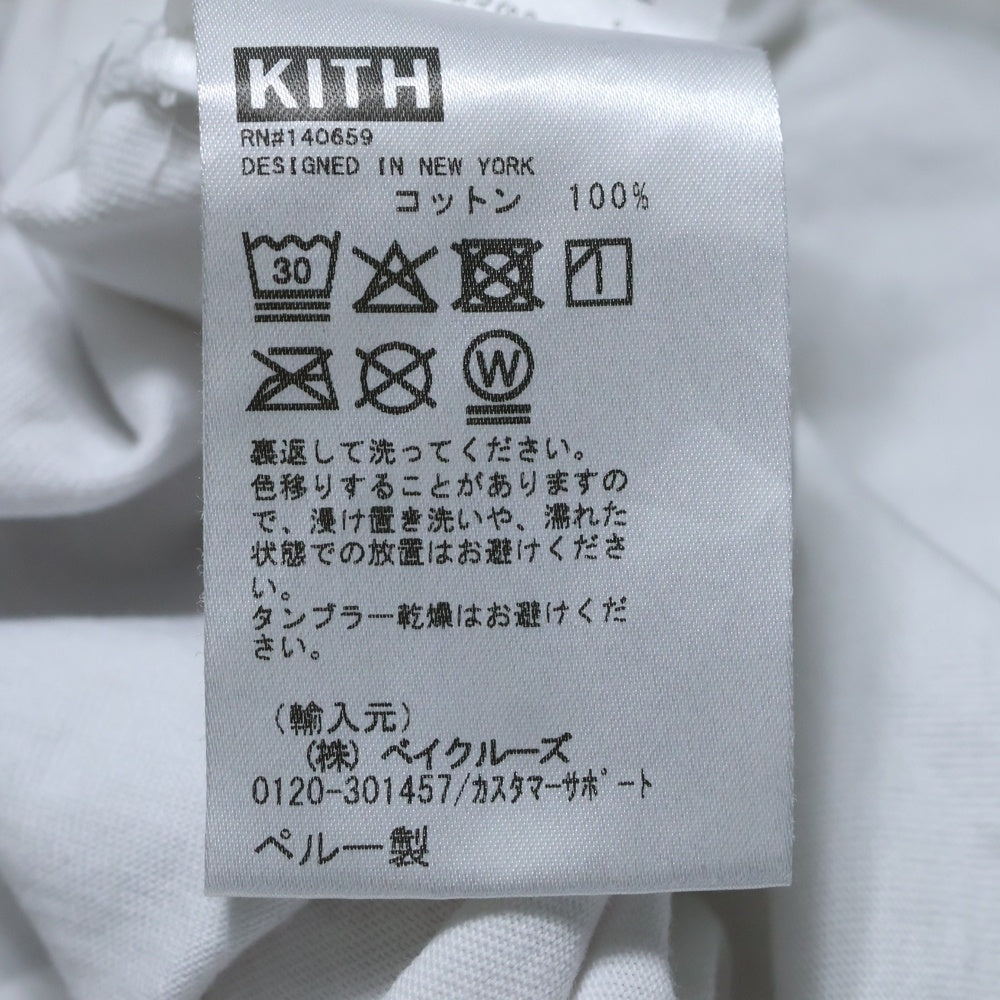 KITH
RN#140659
DESIGNED IN NEW YORK
コットン 100%
30
W
裏返して洗ってください。
色移りすることがありますの
で、漫け置き洗いや、濡れた
状態での放置はお避けくださ
い。
タンブラー乾燥はお避けくだ
さい。
(輸入元)
(株) ベイクルーズ
0120-301457/カスタマーサポート
ペルー製